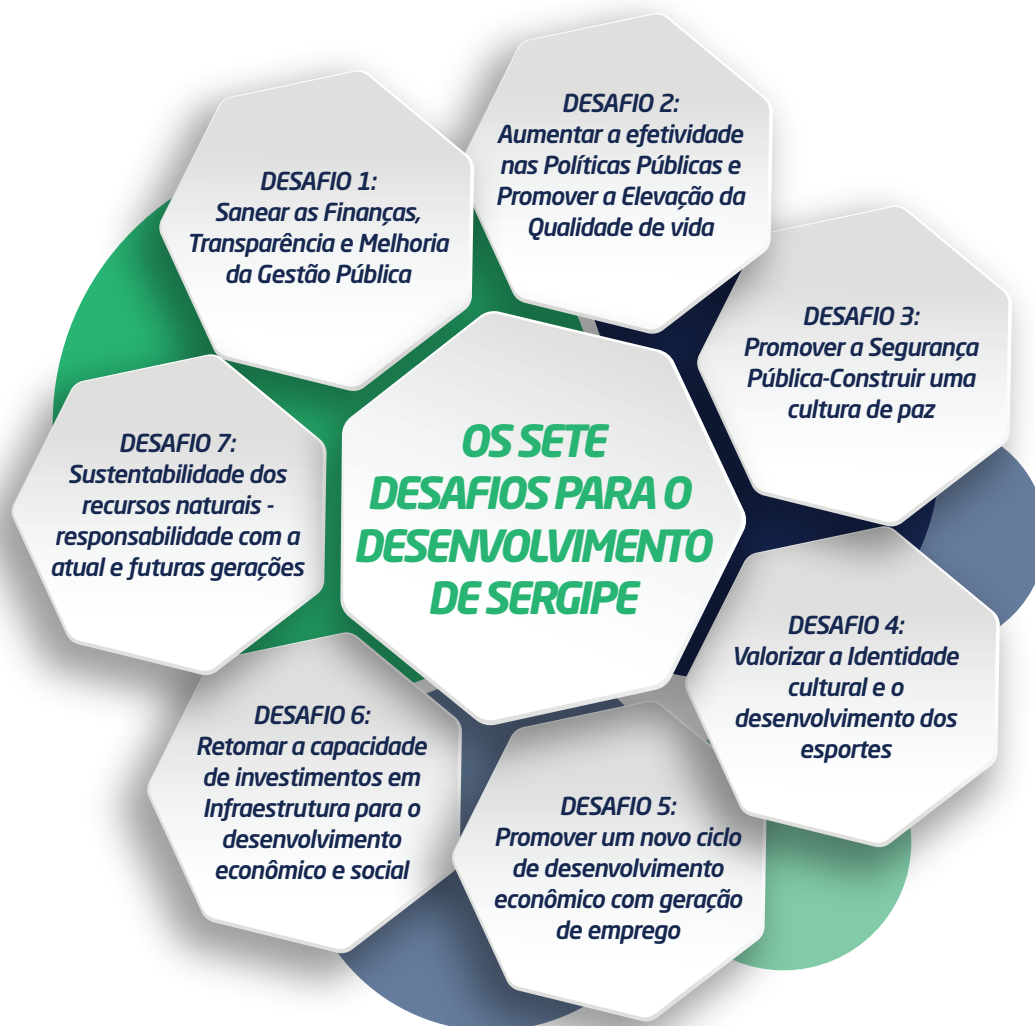 OS SETE
DESAFIOS PARA O
DESENVOLVIMENTO
DE SERGIPE
DESAFIO 1:
Sanear as Finanças,
Transparência e Melhoria
da Gestão Pública
DESAFIO 2:
Aumentar a efetividade
nas Políticas Públicas e
Promover a Elevação da
Qualidade de vida
DESAFIO 3:
Promover a Segurança
Pública-Construir uma
cultura de paz
DESAFIO 4:
Valorizar a Identidade
cultural e o
desenvolvimento dos
esportes
DESAFIO 5:
Promover um novo ciclo
de desenvolvimento
econômico com geração
de emprego
DESAFIO 6:
Retomar a capacidade
de investimentos em
Infraestrutura para o
desenvolvimento
econômico e social
DESAFIO 7:
Sustentabilidade dos
recursos naturais -
responsabilidade com a
atual e futuras gerações